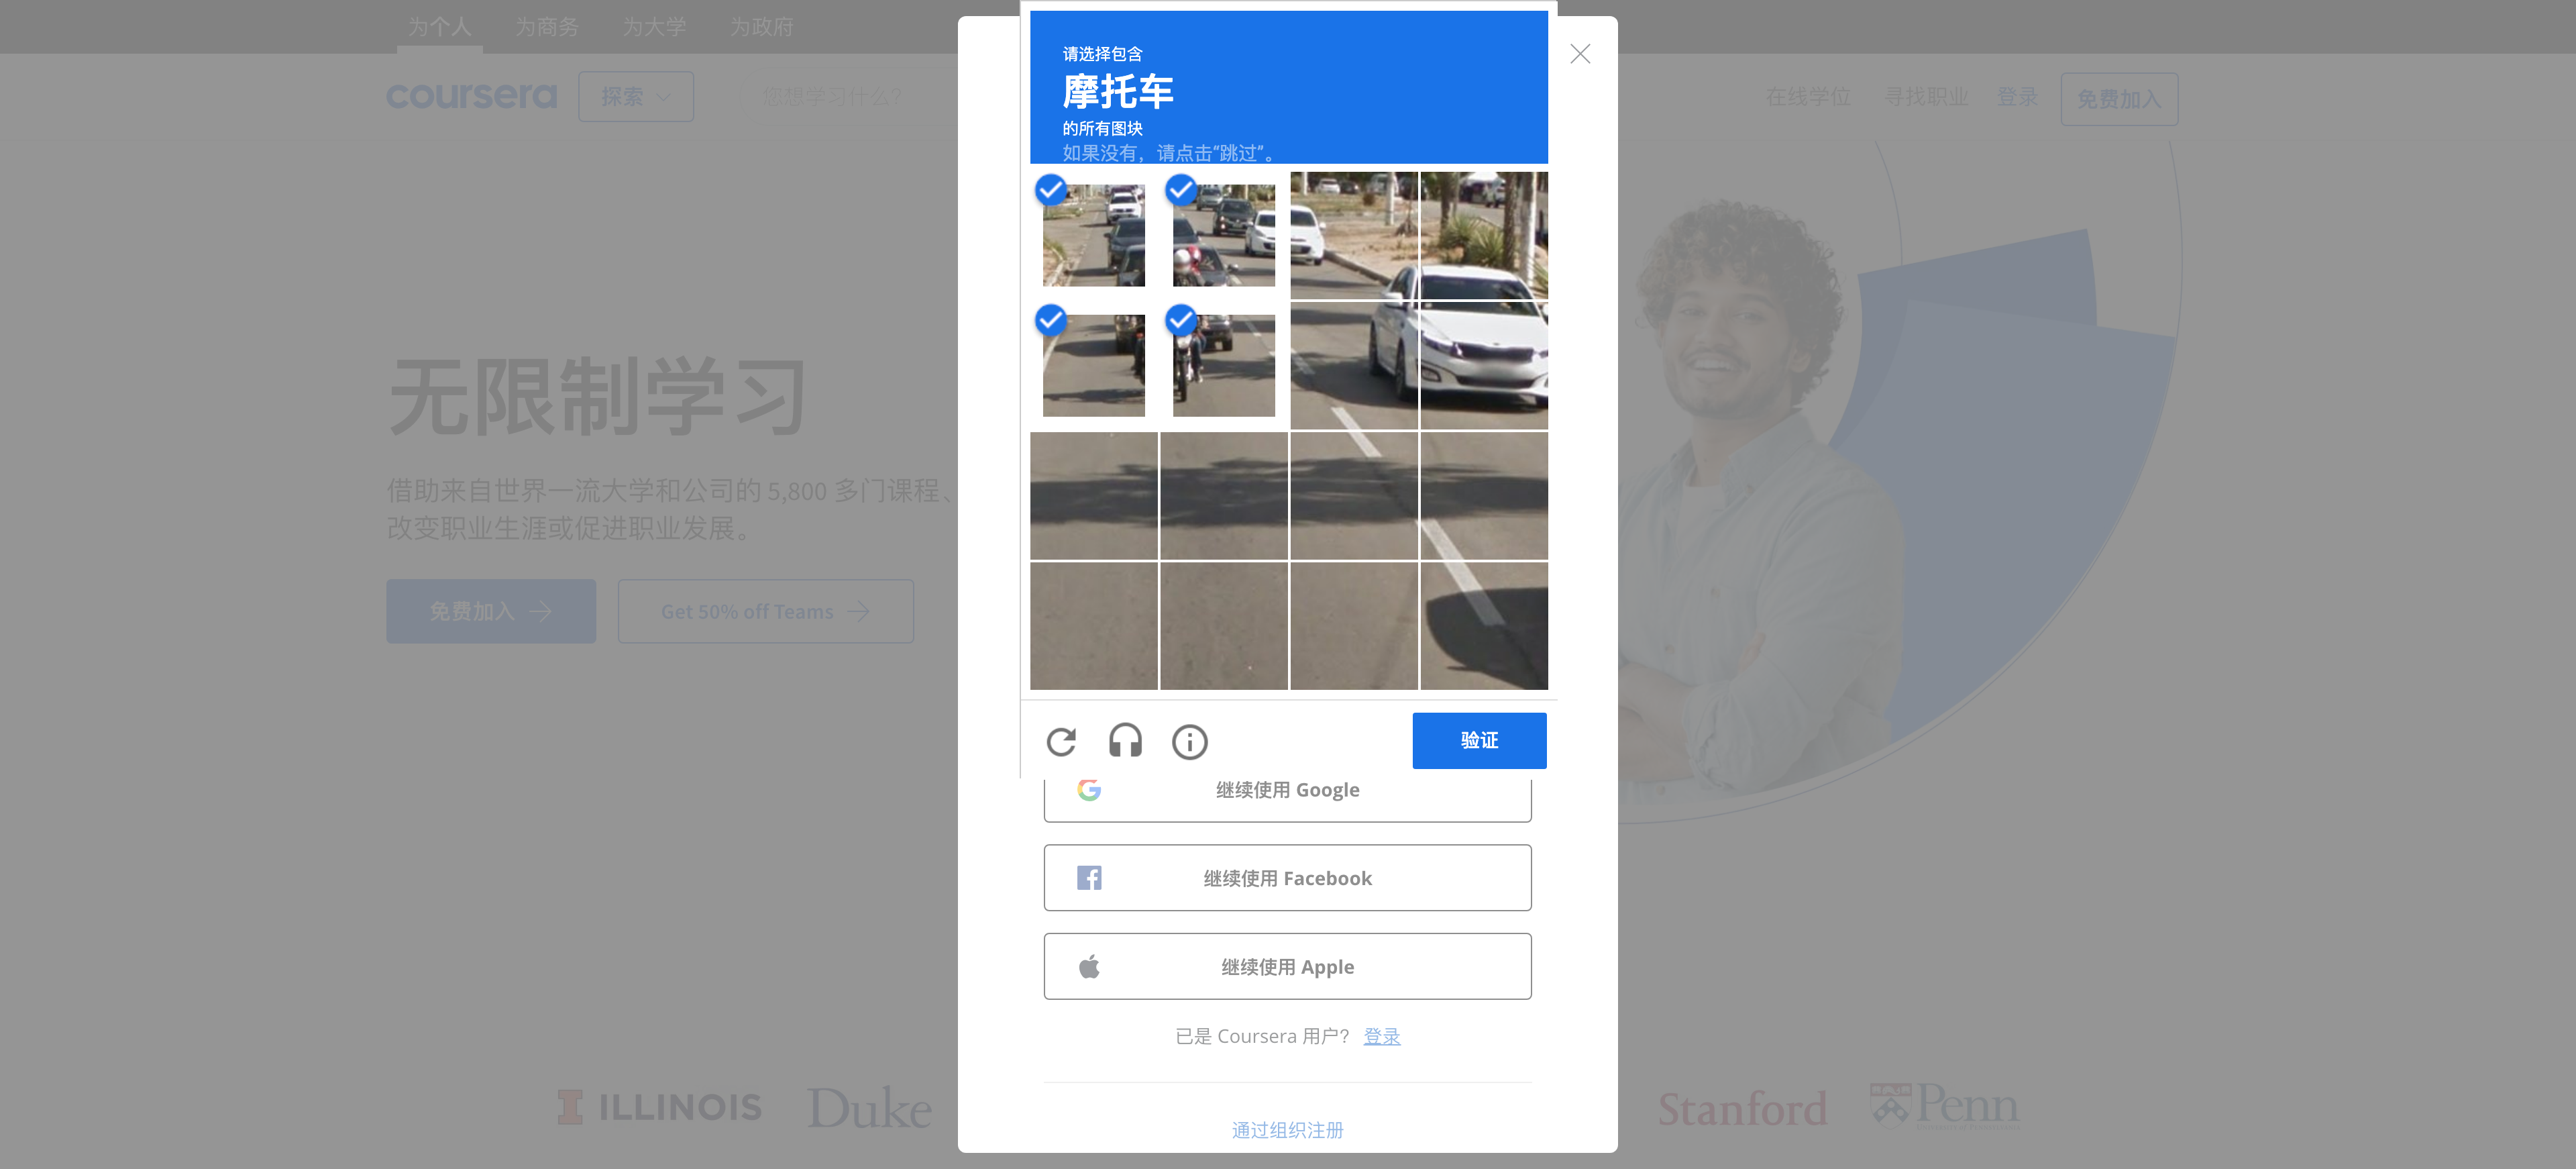 为个人 为商务 为大学 为政府
coursera 探索 您想学习什么？ 在线学位 寻找职业 登录 免费加入
请选择包含
摩托车
的所有图块
如果没有，请点击“跳过”。
无限制学习
借助来自世界一流大学和公司的 5,800 多门课程、
改变职业生涯或促进职业发展。
免费加入 Get 50% off Teams
验证
继续使用 Google
继续使用 Facebook
继续使用 Apple
已是 Coursera 用户？ 登录
通过组织注册
ILLINOIS Duke Stanford Penn